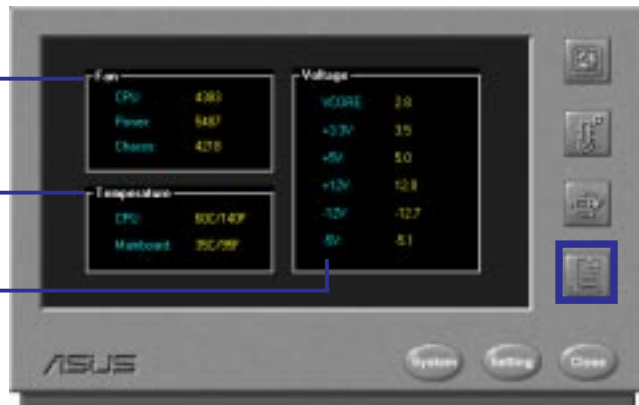 Fan
CPU: 4383
Power: 5487
Chassis: 4218
Temperature
CPU: 60C/140F
Mainboard: 35C/95F
Voltage
VCORE: 2.8
+3.3V: 3.5
+5V: 5.0
+12V: 12.8
-12V: -12.7
-5V: -5.1
ASUS
System
Setting
Close